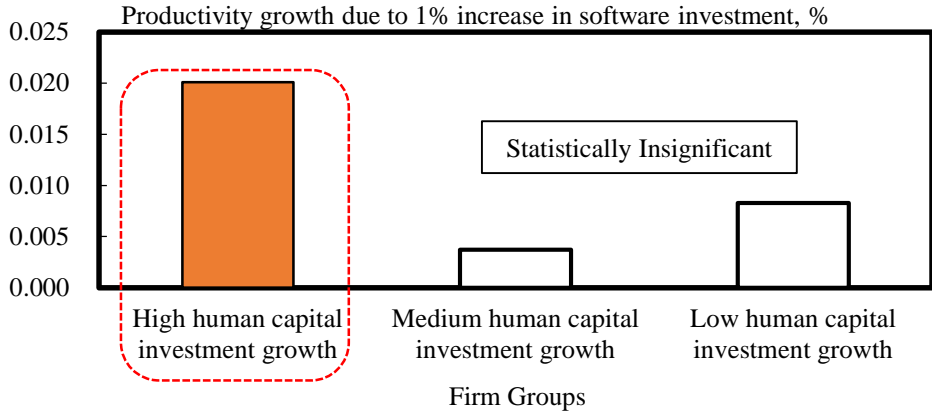 Productivity growth due to 1% increase in software investment, %
0.025
0.020
0.015
0.010
0.005
0.000
Statistically Insignificant
High human capital
investment growth
Medium human capital
investment growth
Low human capital
investment growth
Firm Groups